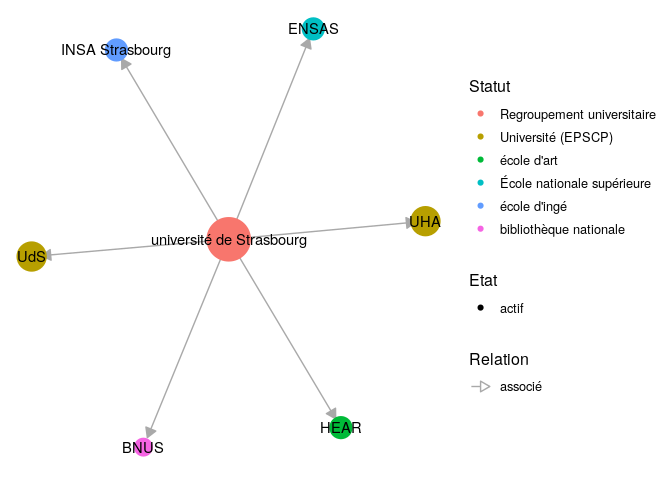 ENSAS
INSA Strasbourg
UHA
université de Strasbourg
UdS
HEAR
BNUS
Statut
Regroupement universitaire
Université (EPSCP)
école d'art
École nationale supérieure
école d'ingé
bibliothèque nationale
Etat
actif
Relation
associé